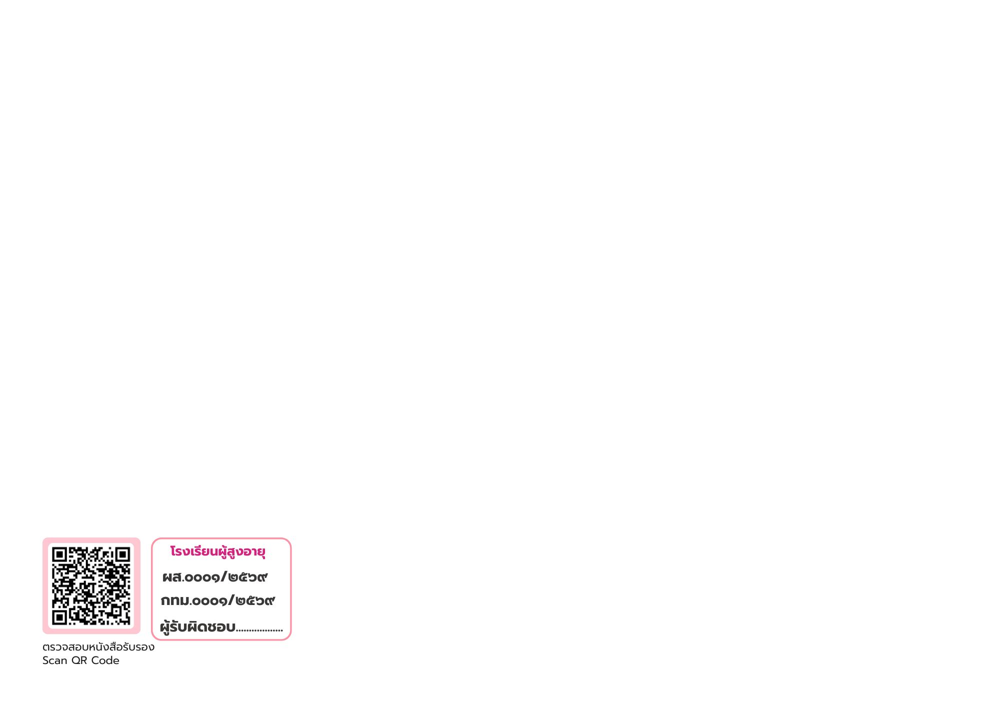 โรงเรียนผู้สูงอายุ
ผส.๐๐๐๑/๒๕๖๙
กทม.๐๐๐๑/๒๕๖๙
ผู้รับผิดชอบ..................
ตรวจสอบหนังสือรับรอง
Scan QR Code